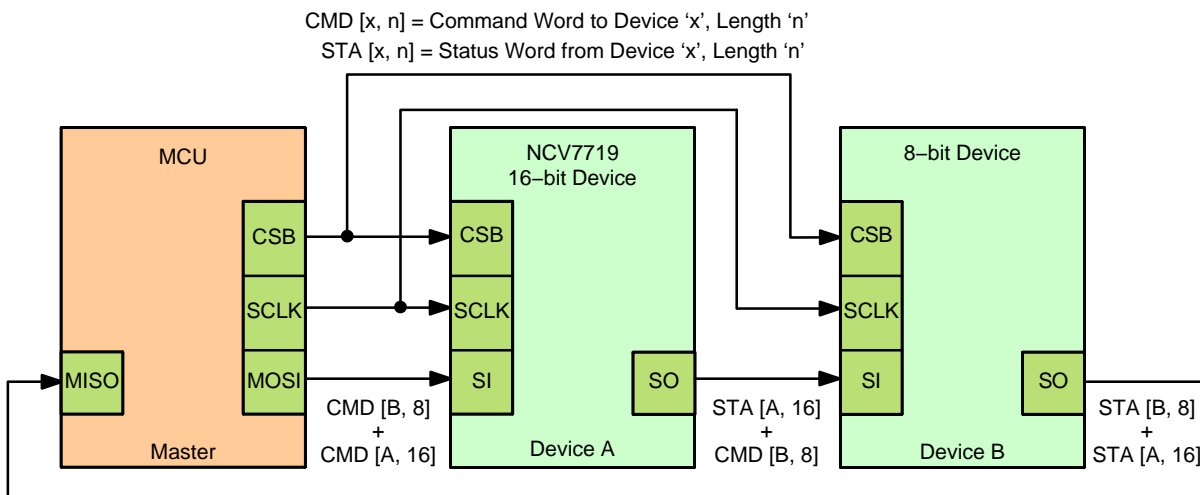 CMD [x, n] = Command Word to Device ‘x’, Length ‘n’
STA [x, n] = Status Word from Device ‘x’, Length ‘n’
MCU
CSB
SCLK
MISO
MOSI
Master
CMD [B, 8]
+
CMD [A, 16]
NCV7719
16−bit Device
CSB
SCLK
SI
SO
Device A
STA [A, 16]
+
CMD [B, 8]
8−bit Device
CSB
SCLK
SI
SO
Device B
STA [B, 8]
+
STA [A, 16]